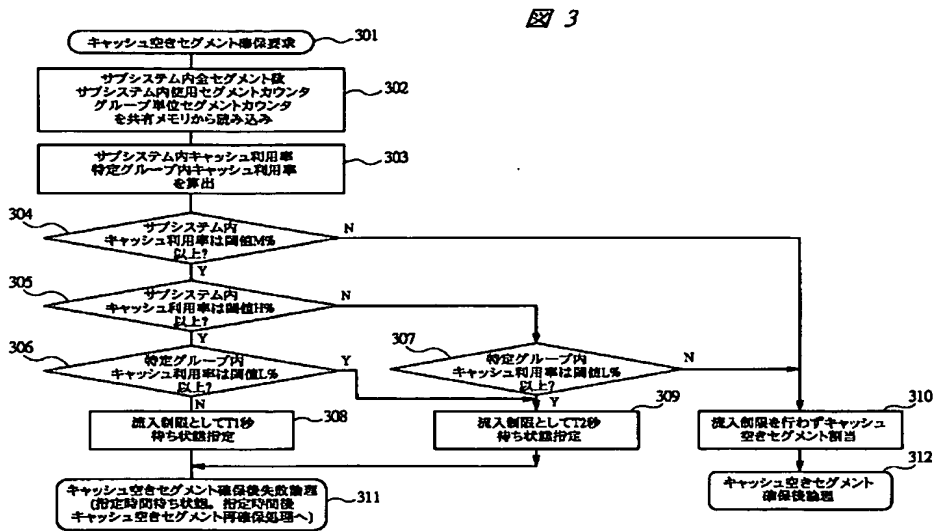 図 3
キャッシュ空きセグメント確保要求
301
サブシステム内全セグメント数
サブシステム内使用セグメントカウンタ
グループ単位セグメントカウンタ
を共有メモリから読み込み
302
サブシステム内キャッシュ利用率
特定グループ内キャッシュ利用率
を算出
303
304
サブシステム内
キャッシュ利用率は閾値M%
以上?
N
Y
305
サブシステム内
キャッシュ利用率は閾値H%
以上?
N
Y
306
特定グループ内
キャッシュ利用率は閾値L%
以上?
Y
N
307
特定グループ内
キャッシュ利用率は閾値L%
以上?
N
Y
308
流入制限としてT1秒
待ち状態指定
309
流入制限としてT2秒
待ち状態指定
310
流入制限を行わずキャッシュ
空きセグメント割当
311
キャッシュ空きセグメント確保後失敗論理
(指定時間待ち状態。指定時間後
キャッシュ空きセグメント再確保処理へ)
312
キャッシュ空きセグメント
確保後論理